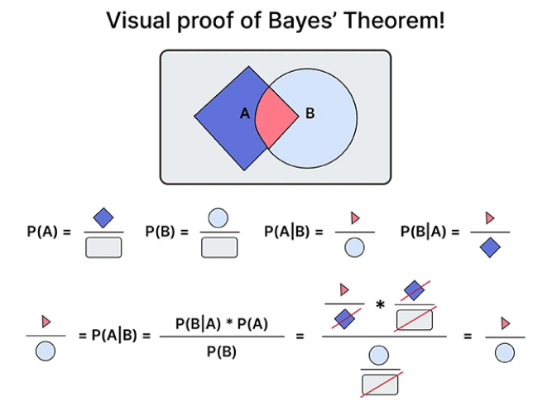 Visual proof of Bayes' Theorem!
A B
P(A) = P(B) = P(A|B) = P(B|A) =
P(B|A) * P(A) *
= P(A|B) = = =
P(B)